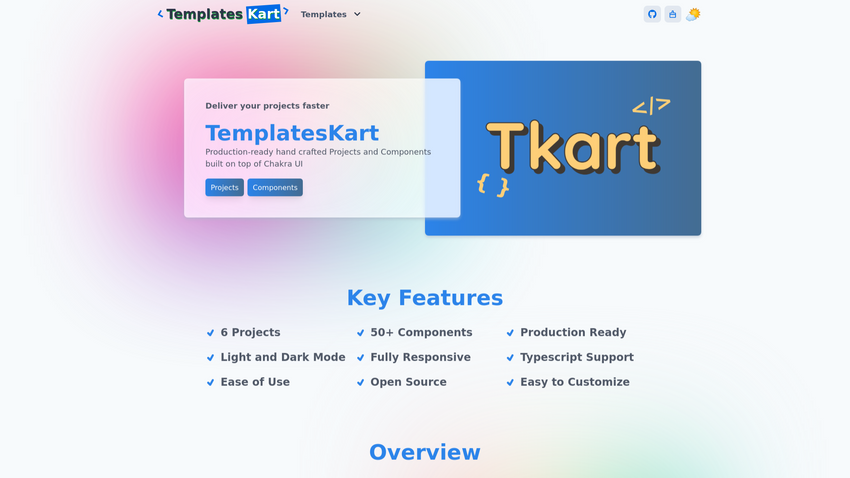 Templates Kart
Templates
Deliver your projects faster
TemplatesKart
Production-ready hand crafted Projects and Components
built on top of Chakra UI
Projects Components
</>
Tkart
{ }
Key Features
6 Projects 50+ Components Production Ready
Light and Dark Mode Fully Responsive Typescript Support
Ease of Use Open Source Easy to Customize
Overview